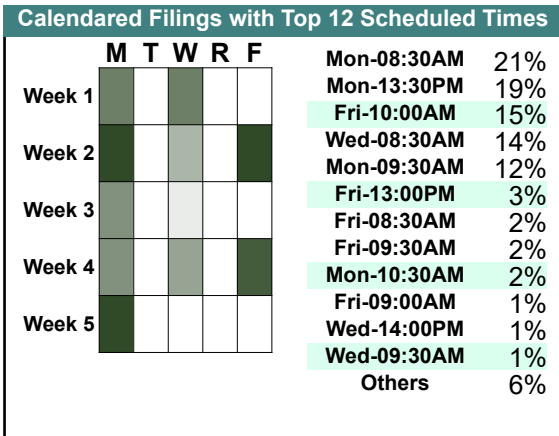 Calendared Filings with Top 12 Scheduled Times
M T W R F
Week 1
Week 2
Week 3
Week 4
Week 5
Mon-08:30AM 21%
Mon-13:30PM 19%
Fri-10:00AM 15%
Wed-08:30AM 14%
Mon-09:30AM 12%
Fri-13:00PM 3%
Fri-08:30AM 2%
Fri-09:30AM 2%
Mon-10:30AM 2%
Fri-09:00AM 1%
Wed-14:00PM 1%
Wed-09:30AM 1%
Others 6%